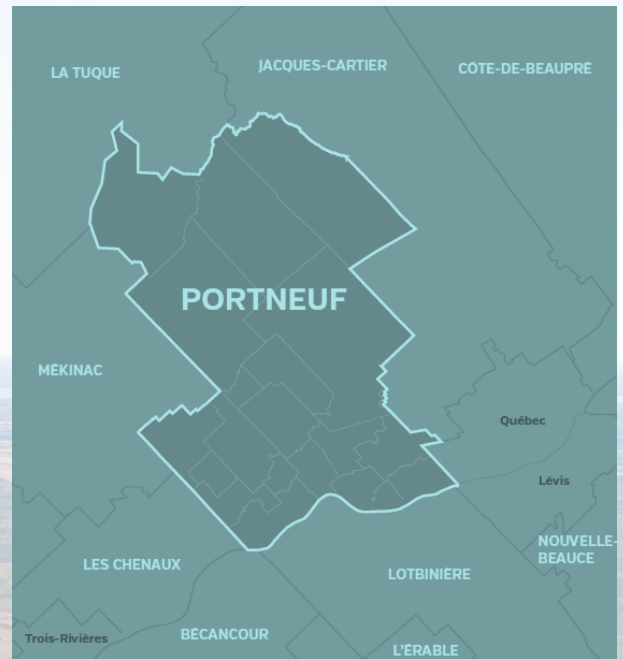 LA TUQUE
JACQUES-CARTIER
CÔTE-DE-BEAUPRÉ
PORTNEUF
MÉKINAC
Québec
Lévis
NOUVELLE-
BEAUCE
LES CHENAUX
LOTBINIÈRE
Trois-Rivières
BÉCANCOUR
L'ÉRABLE